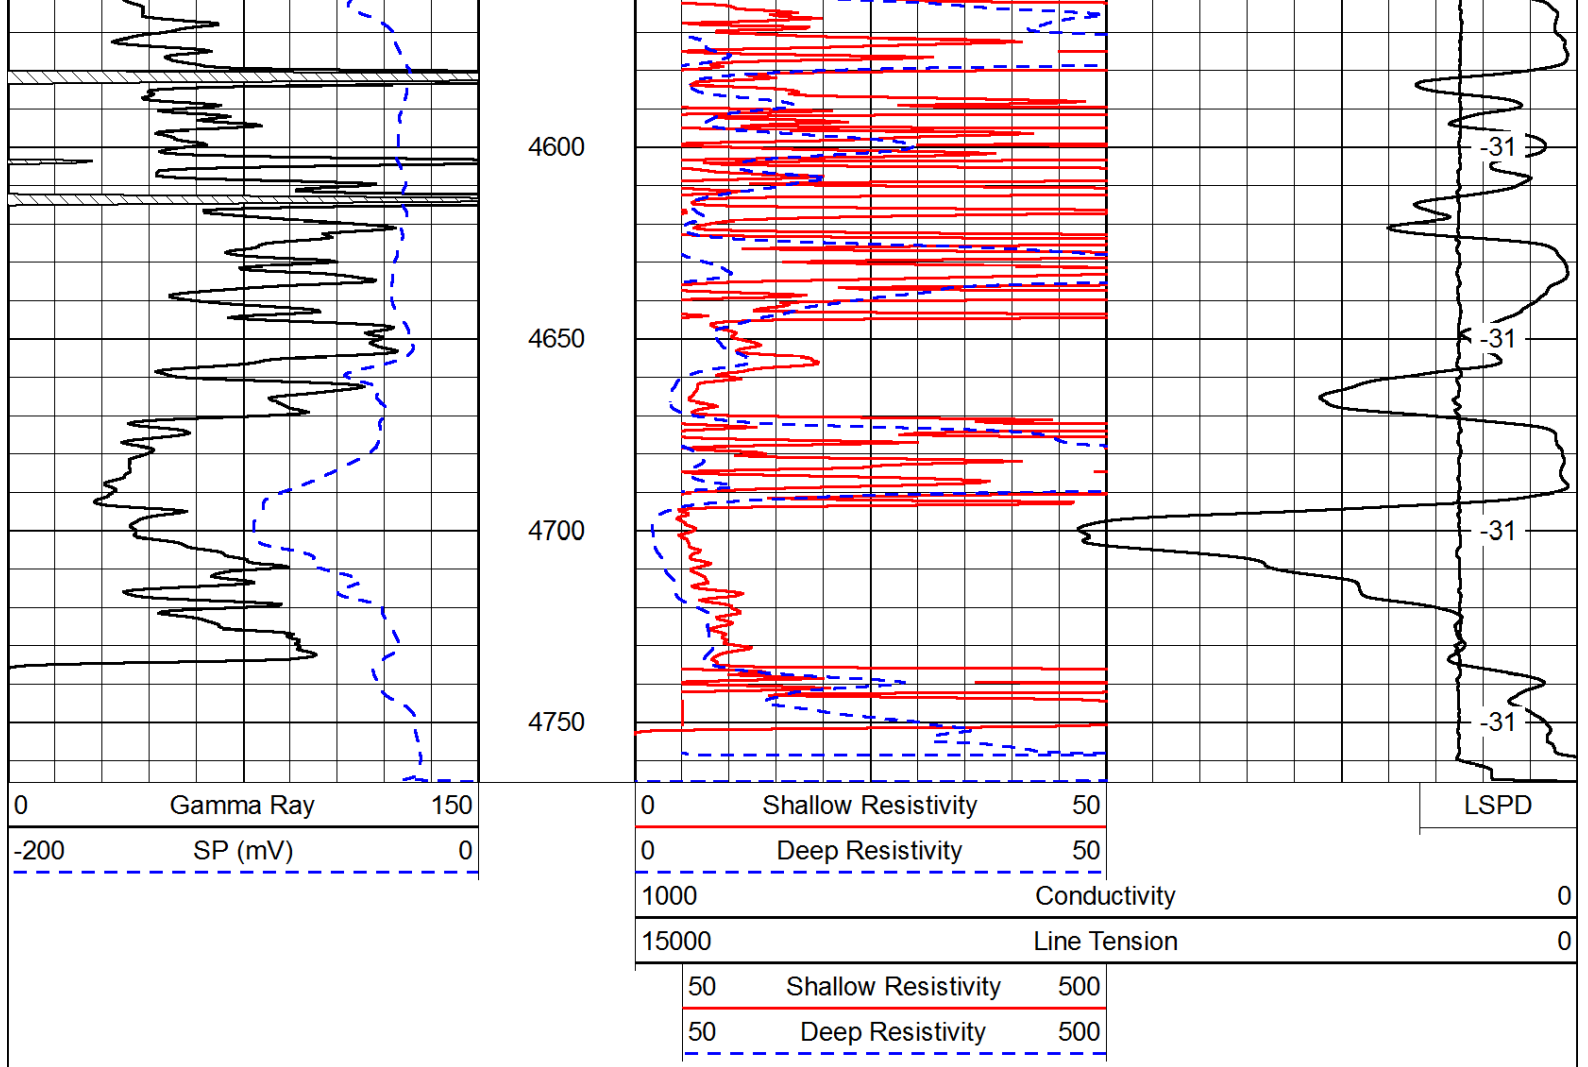 4600
-31
4650
-31
4700
-31
4750
-31
0 Gamma Ray 150
0 Shallow Resistivity 50
LSPD
-200 SP (mV) 0
0 Deep Resistivity 50
1000 Conductivity 0
15000 Line Tension 0
50 Shallow Resistivity 500
50 Deep Resistivity 500